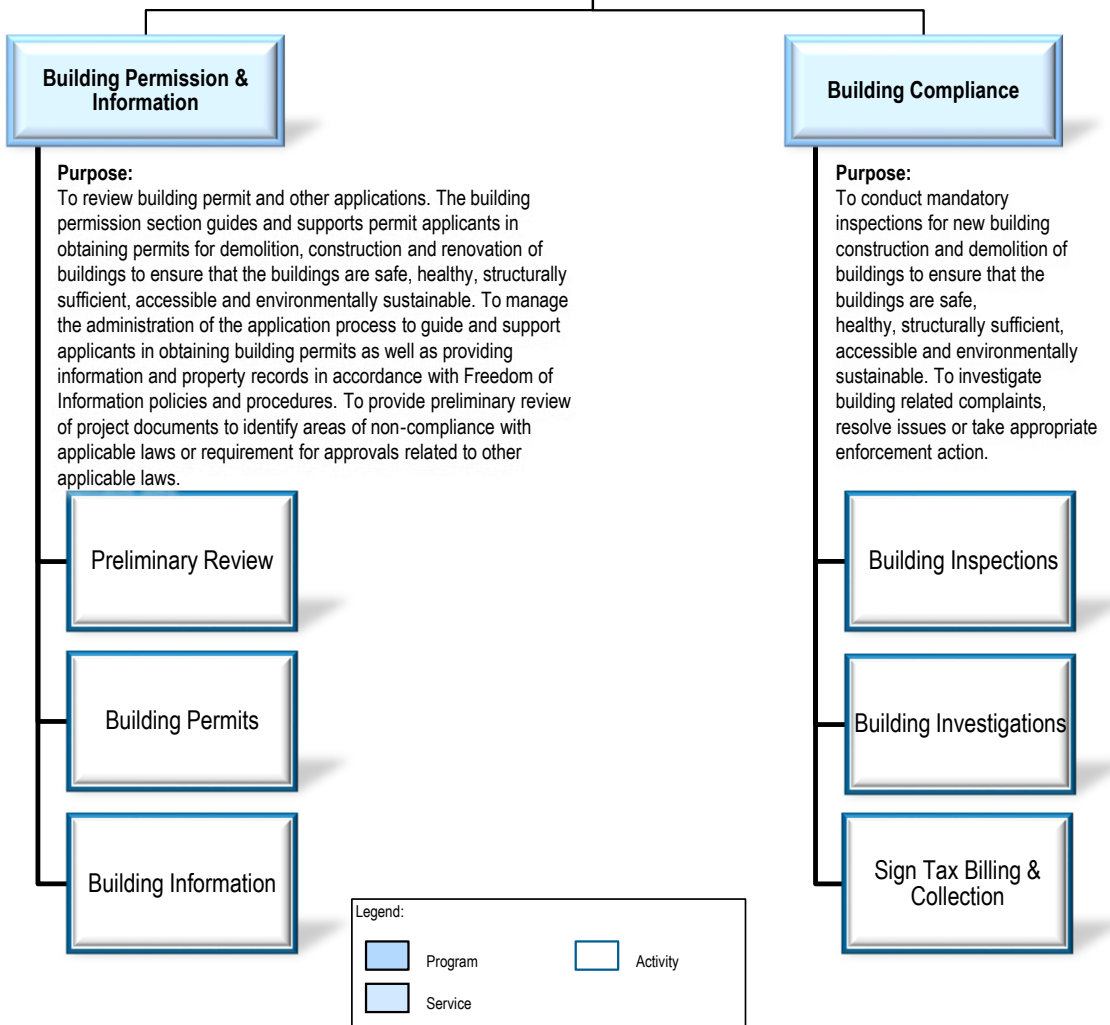 Building Permission &
Information
Purpose:
To review building permit and other applications. The building
permission section guides and supports permit applicants in
obtaining permits for demolition, construction and renovation of
buildings to ensure that the buildings are safe, healthy, structurally
sufficient, accessible and environmentally sustainable. To manage
the administration of the application process to guide and support
applicants in obtaining building permits as well as providing
information and property records in accordance with Freedom of
Information policies and procedures. To provide preliminary review
of project documents to identify areas of non-compliance with
applicable laws or requirement for approvals related to other
applicable laws.
Preliminary Review
Building Permits
Building Information
Building Compliance
Purpose:
To conduct mandatory
inspections for new building
construction and demolition of
buildings to ensure that the
buildings are safe,
healthy, structurally sufficient,
accessible and environmentally
sustainable. To investigate
building related complaints,
resolve issues or take appropriate
enforcement action.
Building Inspections
Building Investigations
Sign Tax Billing &
Collection
Legend:
Program
Activity
Service